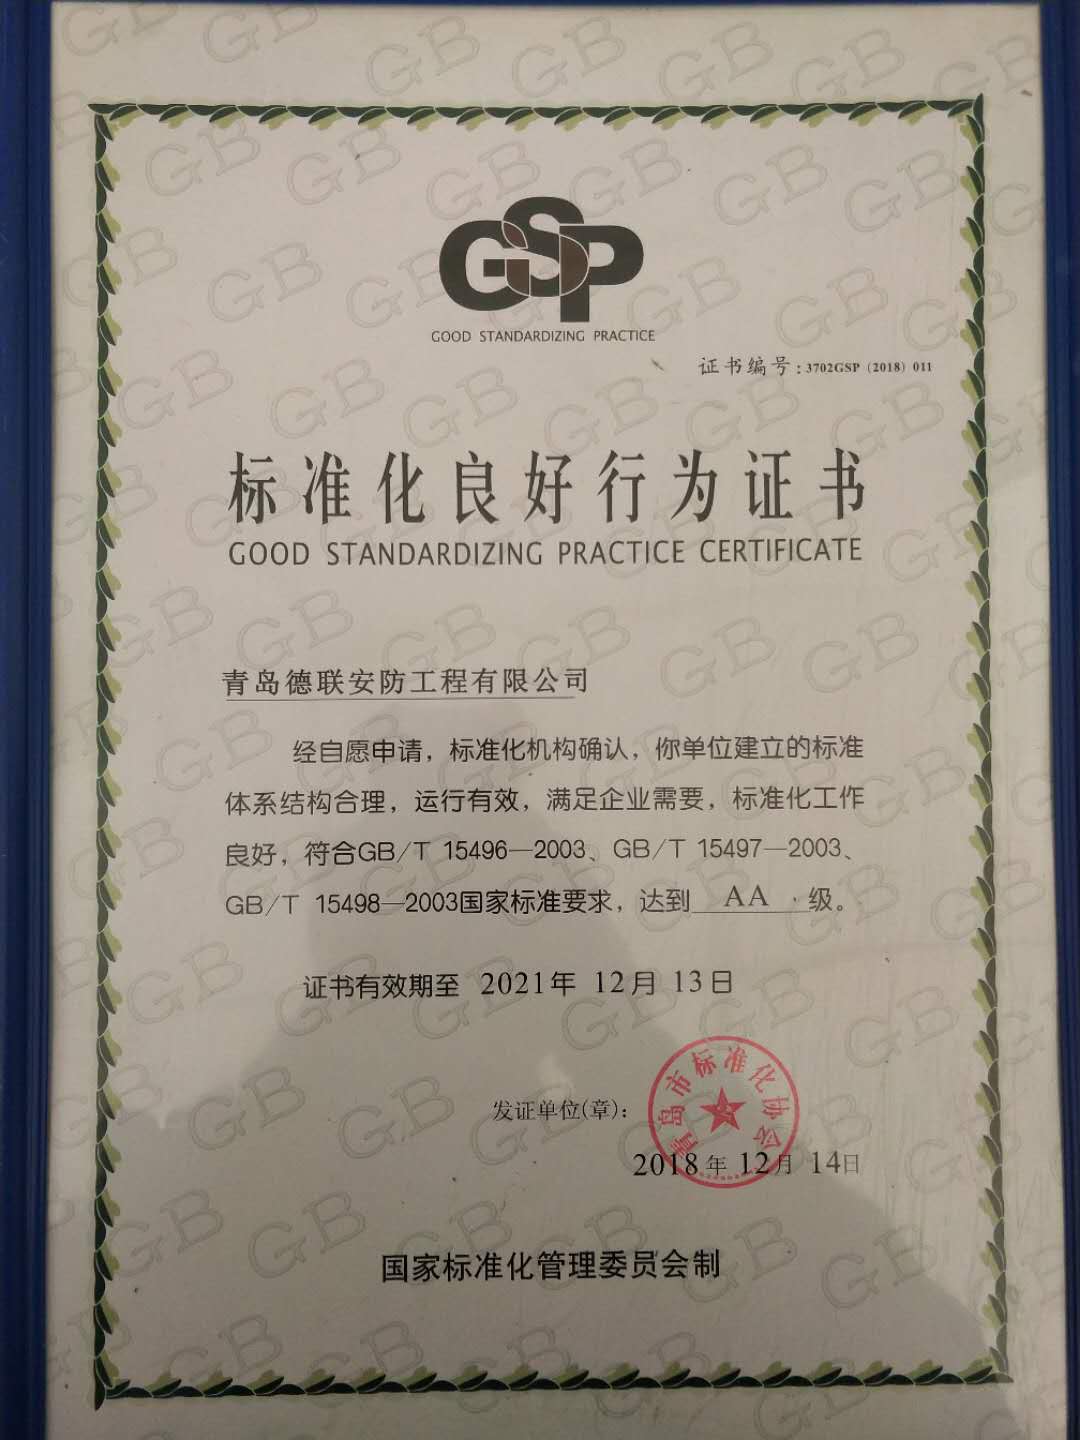 GSP
GOOD STANDARDIZING PRACTICE
证书编号：3702GSP（2018）011
标准化良好行为证书
GOOD STANDARDIZING PRACTICE CERTIFICATE
青岛德联安防工程有限公司
经自愿申请，标准化机构确认，你单位建立的标准
体系结构合理，运行有效，满足企业需要，标准化工作
良好，符合GB/T 15496—2003、GB/T 15497—2003、
GB/T 15498—2003国家标准要求，达到 AA 级。
证书有效期至 2021年 12月 13日
青岛市标准化协会
发证单位(章)：
2018年 12月 14日
国家标准化管理委员会制